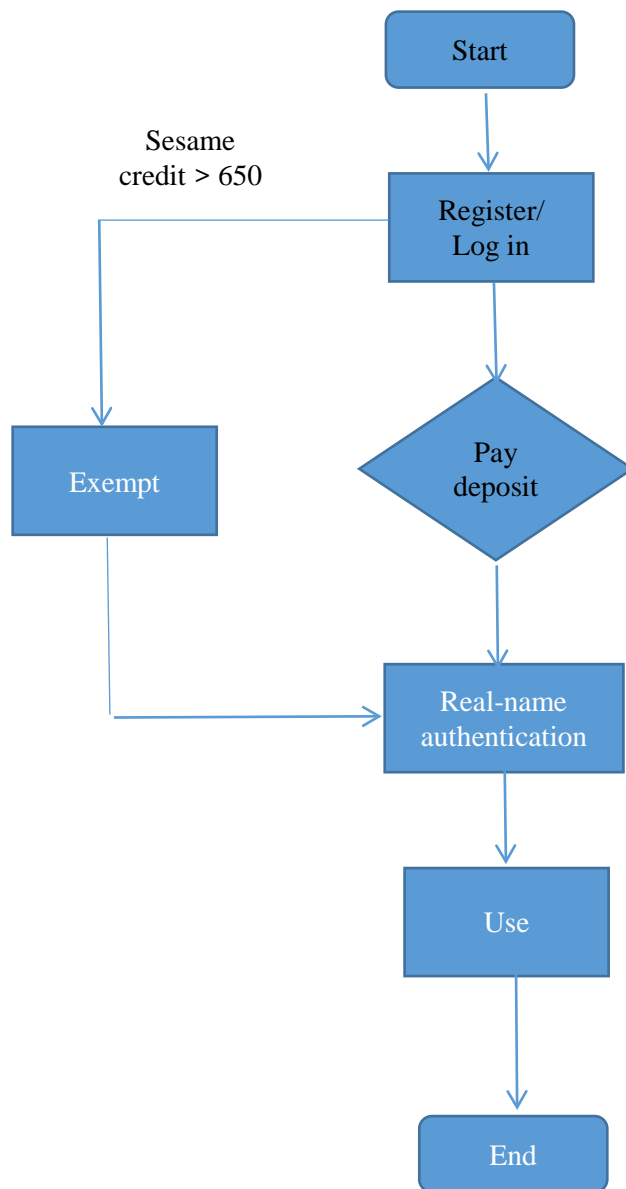 Start
Sesame
credit > 650
Register/
Log in
Pay
deposit
Exempt
Real-name
authentication
Use
End